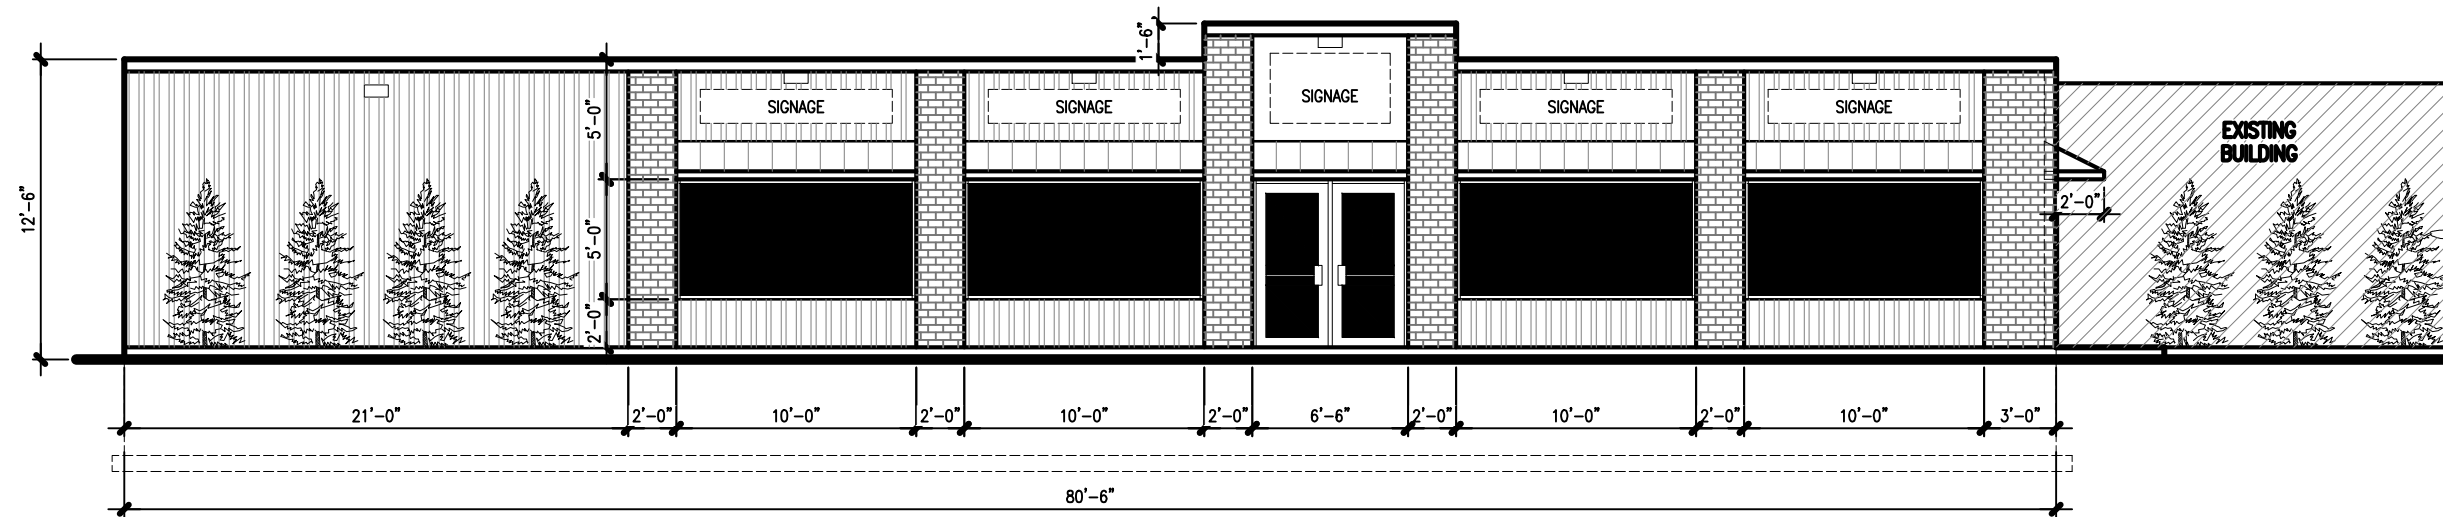 1'-6"
SIGNAGE
5'-0"
SIGNAGE
SIGNAGE
SIGNAGE
SIGNAGE
EXISTING
BUILDING
12'-6"
2'-0"
5'-0"
2'-0"
21'-0" 2'-0" 10'-0" 2'-0" 10'-0" 2'-0" 6'-6" 2'-0" 10'-0" 2'-0" 10'-0" 3'-0"
80'-6"